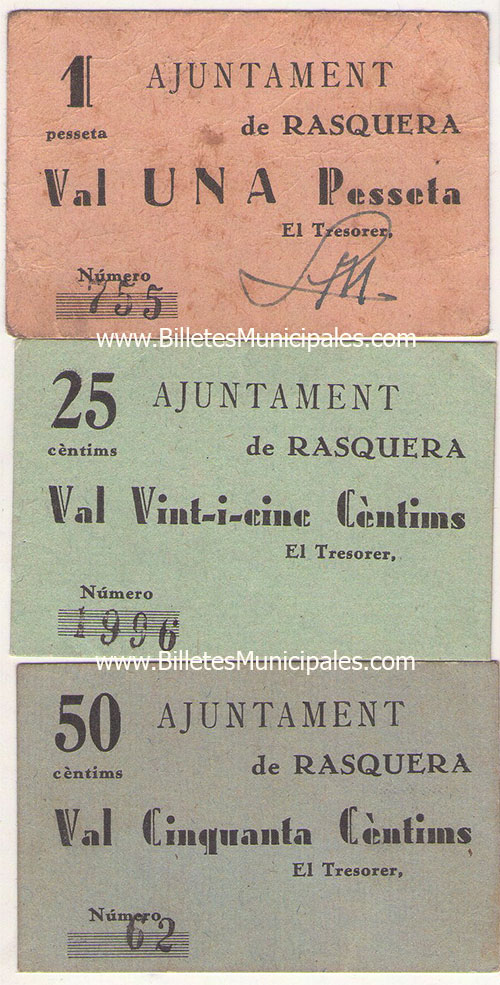 1 AJUNTAMENT
pesseta de RASQUERA
Val UNA Pesseta
El Tresorer,
Número
755
www.BilletesMunicipales.com
25 AJUNTAMENT
cèntims de RASQUERA
Val Vint-i-cinc Cèntims
El Tresorer,
Número
1996
www.BilletesMunicipales.com
50 AJUNTAMENT
cèntims de RASQUERA
Val Cinquanta Cèntims
El Tresorer,
Número
62